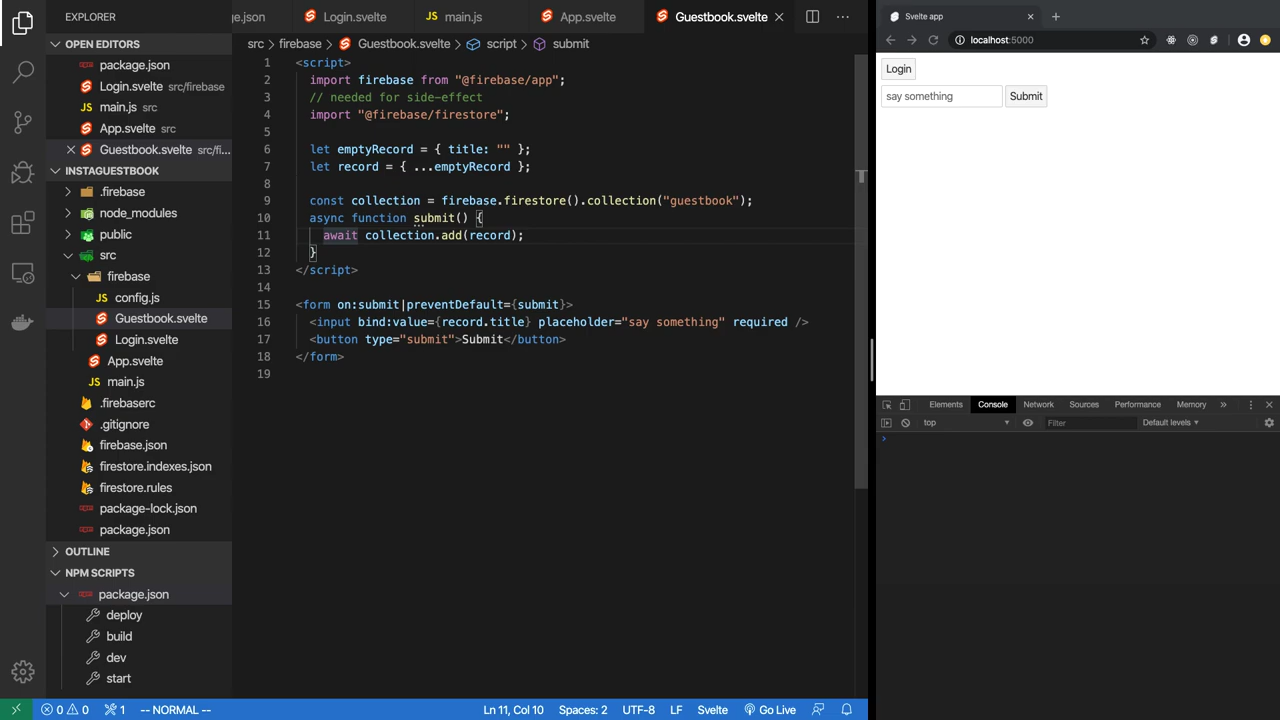 EXPLORER
OPEN EDITORS
package.json
Login.svelte src/firebase
JS main.js src
App.svelte src
Guestbook.svelte src/fi...
INSTAGUESTBOOK
.firebase
node_modules
public
src
firebase
JS config.js
Guestbook.svelte
Login.svelte
App.svelte
JS main.js
.firebaserc
.gitignore
firebase.json
firestore.indexes.json
firestore.rules
package-lock.json
package.json
OUTLINE
NPM SCRIPTS
package.json
deploy
build
dev
start
ge.json Login.svelte JS main.js App.svelte Guestbook.svelte
src > firebase > Guestbook.svelte > script > submit
1 <script>
2 import firebase from "@firebase/app";
3 // needed for side-effect
4 import "@firebase/firestore";
5
6 let emptyRecord = { title: "" };
7 let record = { ...emptyRecord };
8
9 const collection = firebase.firestore().collection("guestbook");
10 async function submit() {
11 await collection.add(record);
12 }
13 </script>
14
15 <form on:submit|preventDefault={submit}>
16 <input bind:value={record.title} placeholder="say something" required />
17 <button type="submit">Submit</button>
18 </form>
19
0 0 1 -- NORMAL -- Ln 11, Col 10 Spaces: 2 UTF-8 LF Svelte Go Live
Svelte app
localhost:5000
Login
say something Submit
Elements Console Network Sources Performance Memory »
top Filter Default levels